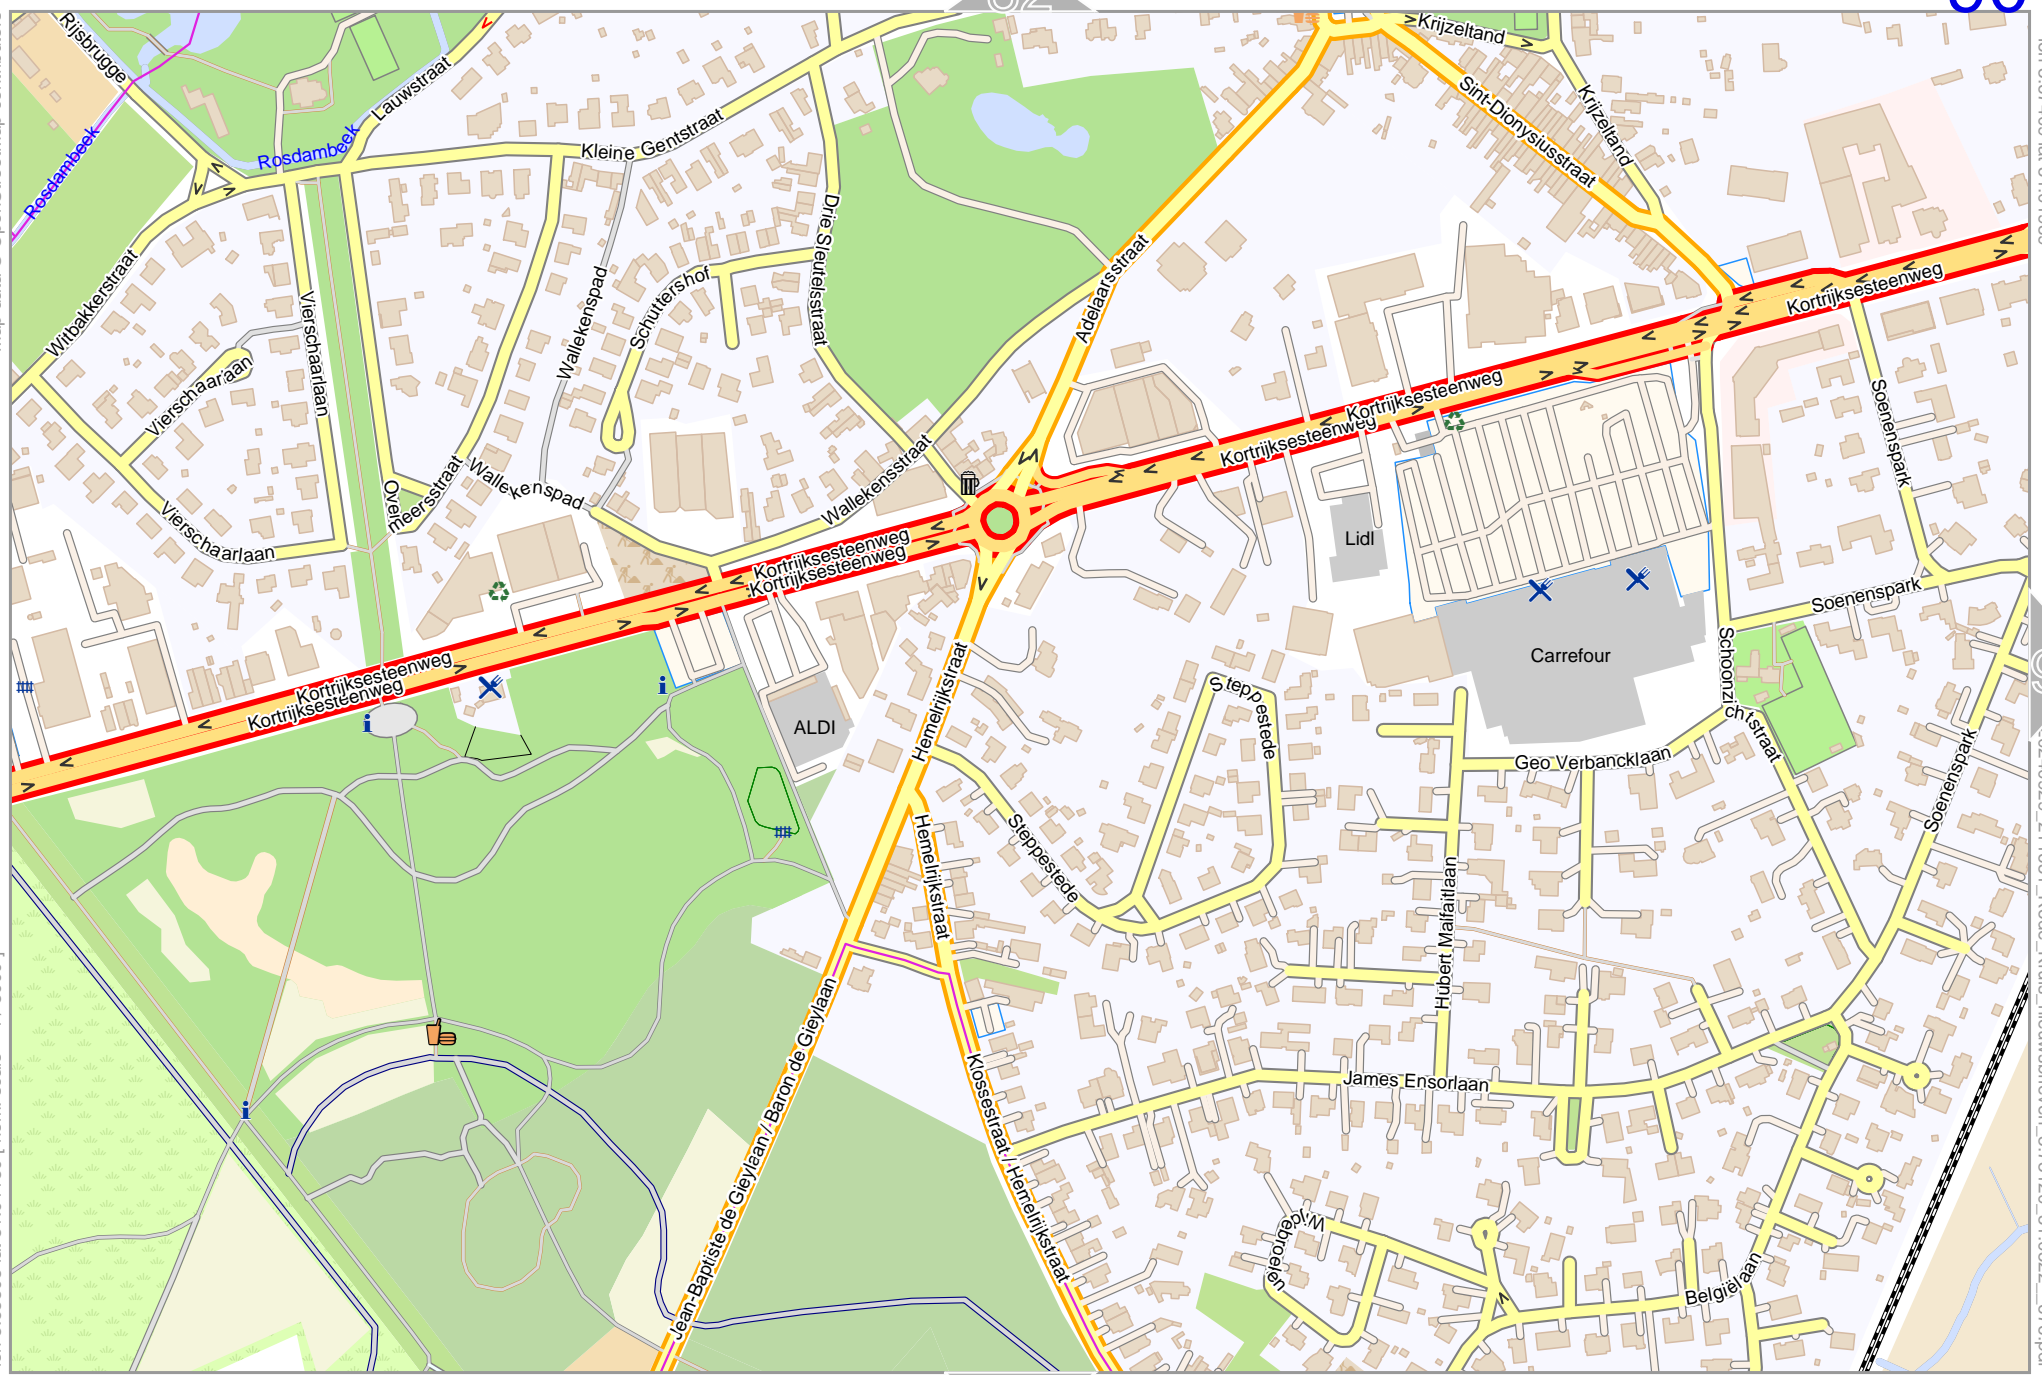 Rijsbrugge
Lauwstraat
Rosdambeek
Rosdambeek
Kleine Gentstraat
Krijzeltand
Krijzeltand
Sint-Dionysiusstraat
Witbakkerstraat
Vierschaarlaan
Vierschaarlaan
Vierschaarlaan
Wallekenspad
Schuttershof
Drie Sleutelsstraat
Adelaarsstraat
Kortrijksesteenweg
Kortrijksesteenweg
Kortrijksesteenweg
Soenenspark
Overmeersstraat
Wallekenspad
Wallekensstraat
Kortrijksesteenweg
Kortrijksesteenweg
Lidl
Soenenspark
Kortrijksesteenweg
Kortrijksesteenweg
ALDI
Hemelrijkstraat
Steppestede
Carrefour
Schoonzichtstraat
Geo Verbancklaan
Soenenspark
Hemelrijkstraat
Steppestede
Hubert Malfaitlaan
James Ensorlaan
Jean-Baptiste de Gieylaan / Baron de Gieylaan
Klossestraat / Hemelrijkstraat
Wijdebroelen
Belgiëlaan